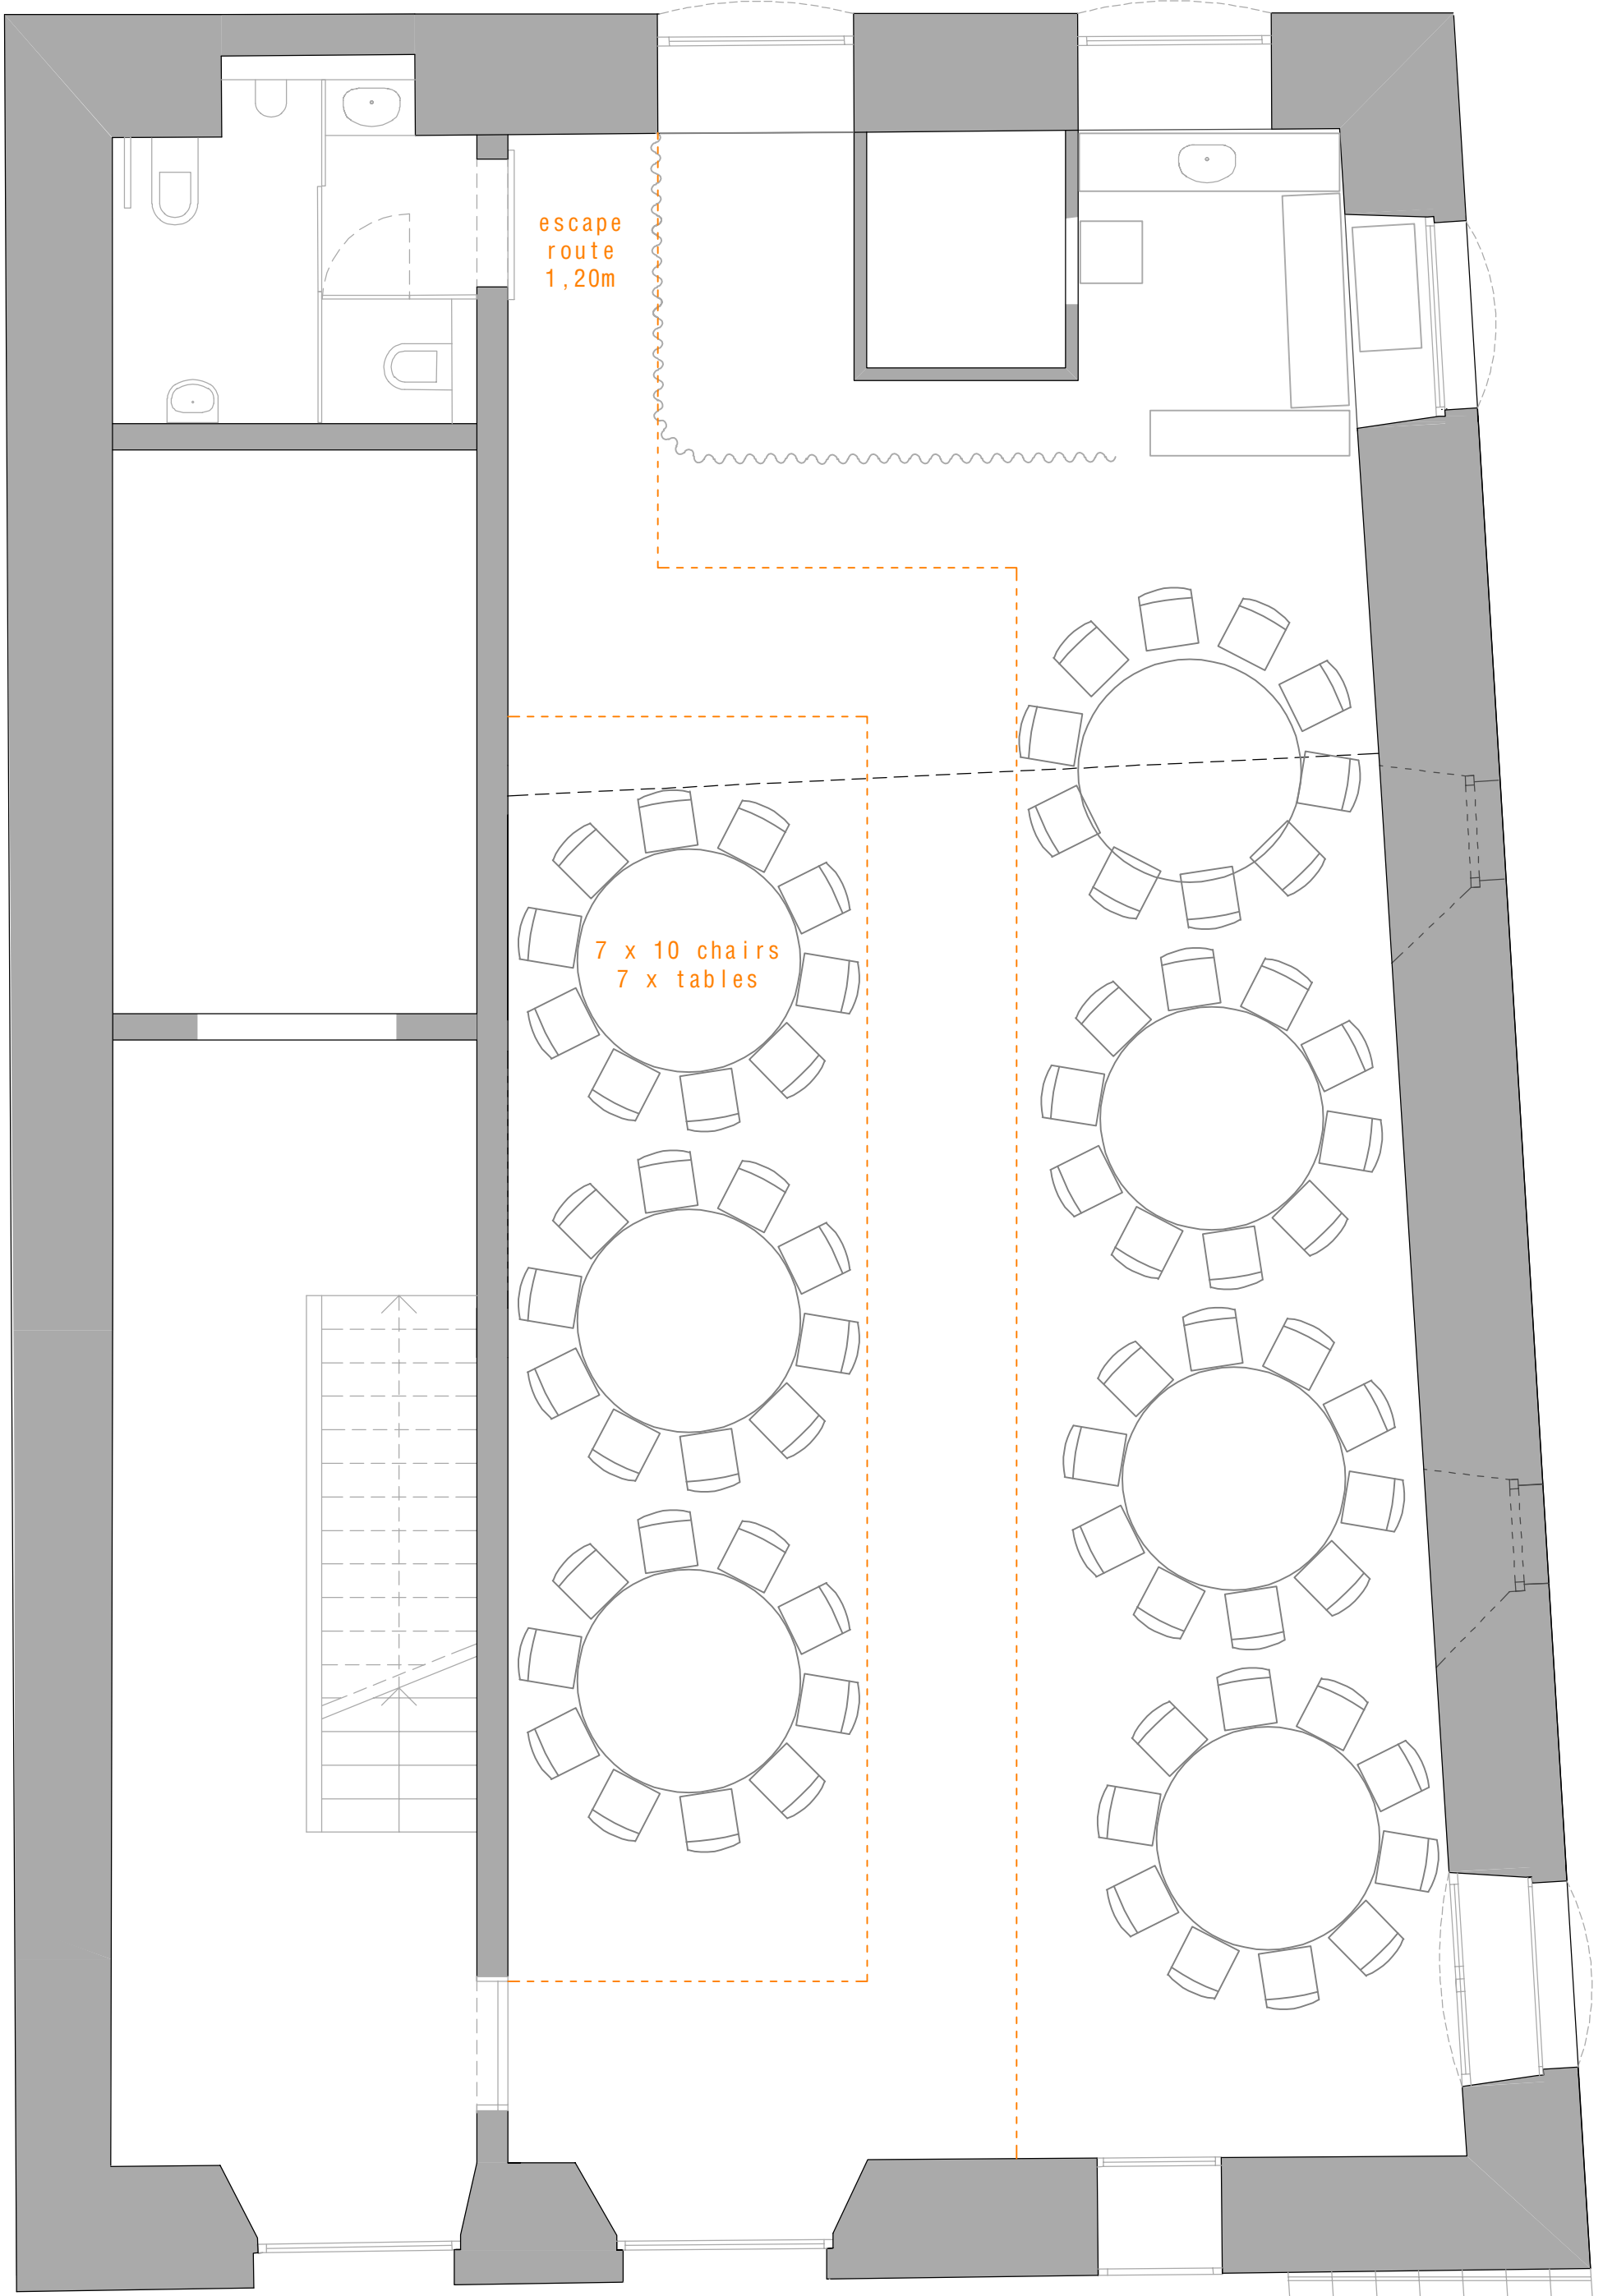 escape
route
1,20m
7 x 10 chairs
7 x tables